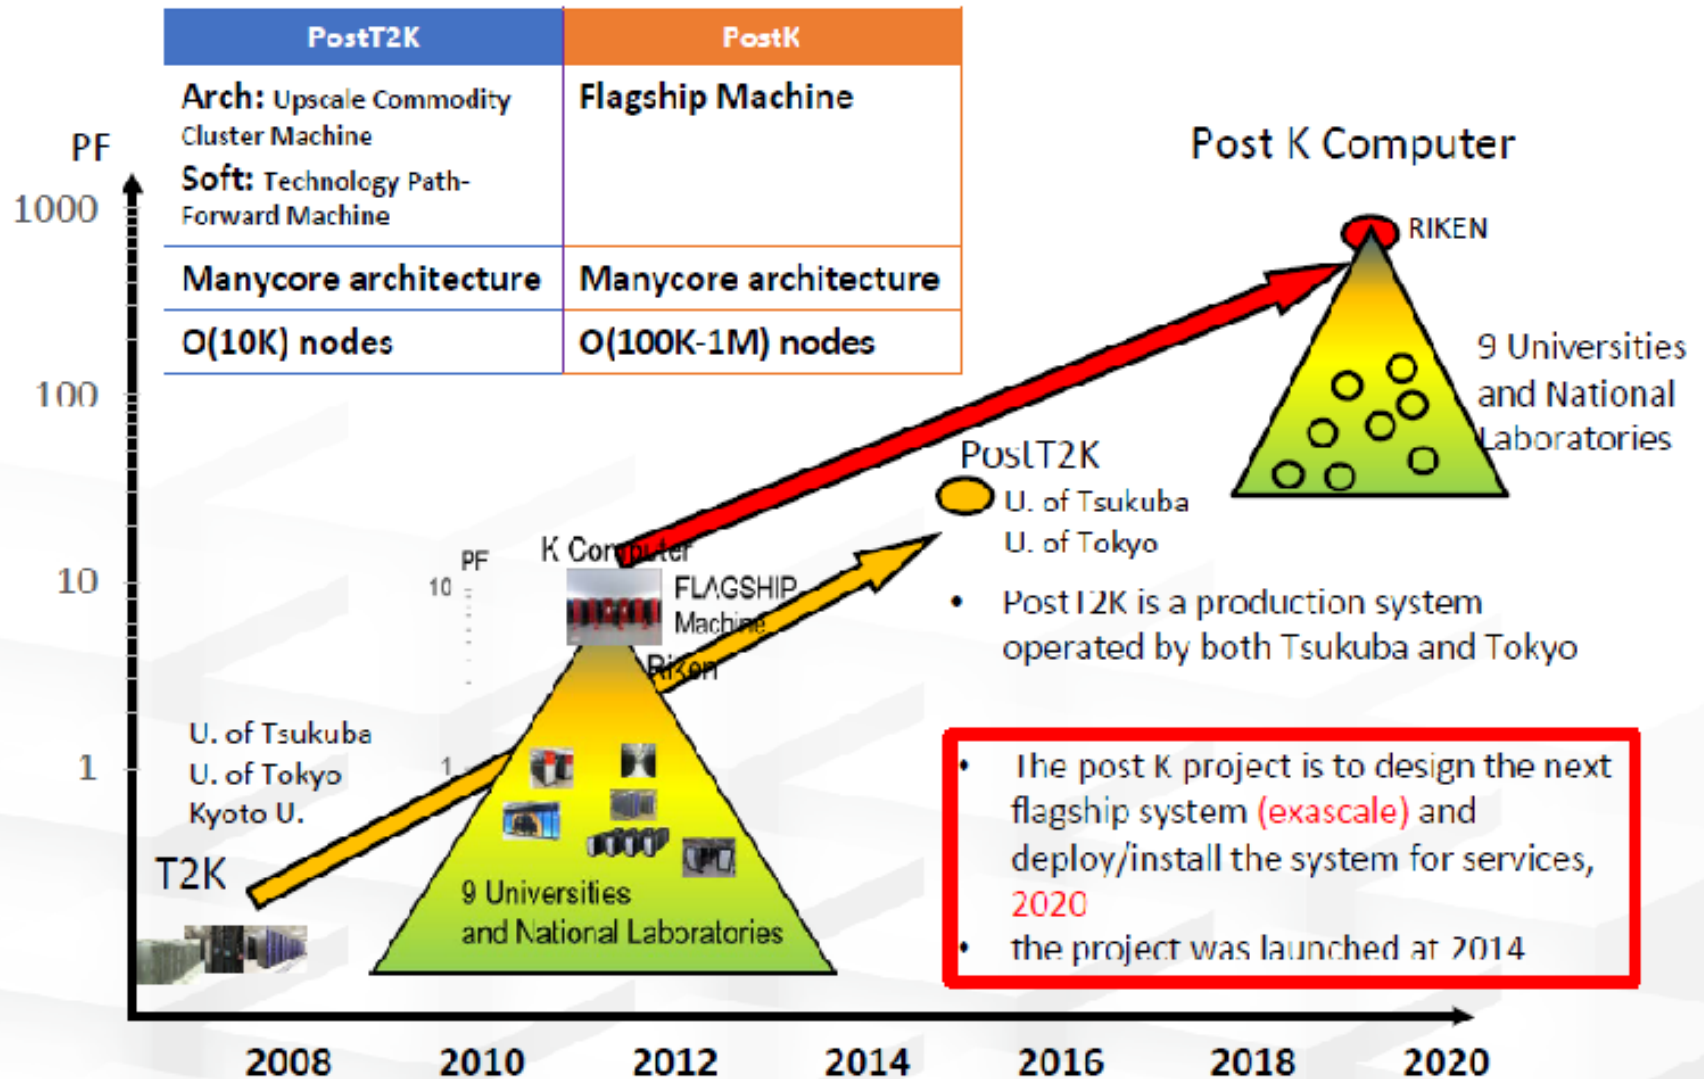 PostT2K
PostK
Arch: Upscale Commodity
Cluster Machine
Soft: Technology Path-
Forward Machine
Flagship Machine
Manycore architecture
Manycore architecture
O(10K) nodes
O(100K-1M) nodes
PF
1000
100
10
1
Post K Computer
RIKEN
9 Universities
and National
Laboratories
PostT2K
U. of Tsukuba
U. of Tokyo
• PostT2K is a production system
operated by both Tsukuba and Tokyo
PF
10
1
K Computer
FLAGSHIP
Machine
Riken
U. of Tsukuba
U. of Tokyo
Kyoto U.
T2K
9 Universities
and National Laboratories
• The post K project is to design the next
flagship system (exascale) and
deploy/install the system for services,
2020
• the project was launched at 2014
2008 2010 2012 2014 2016 2018 2020